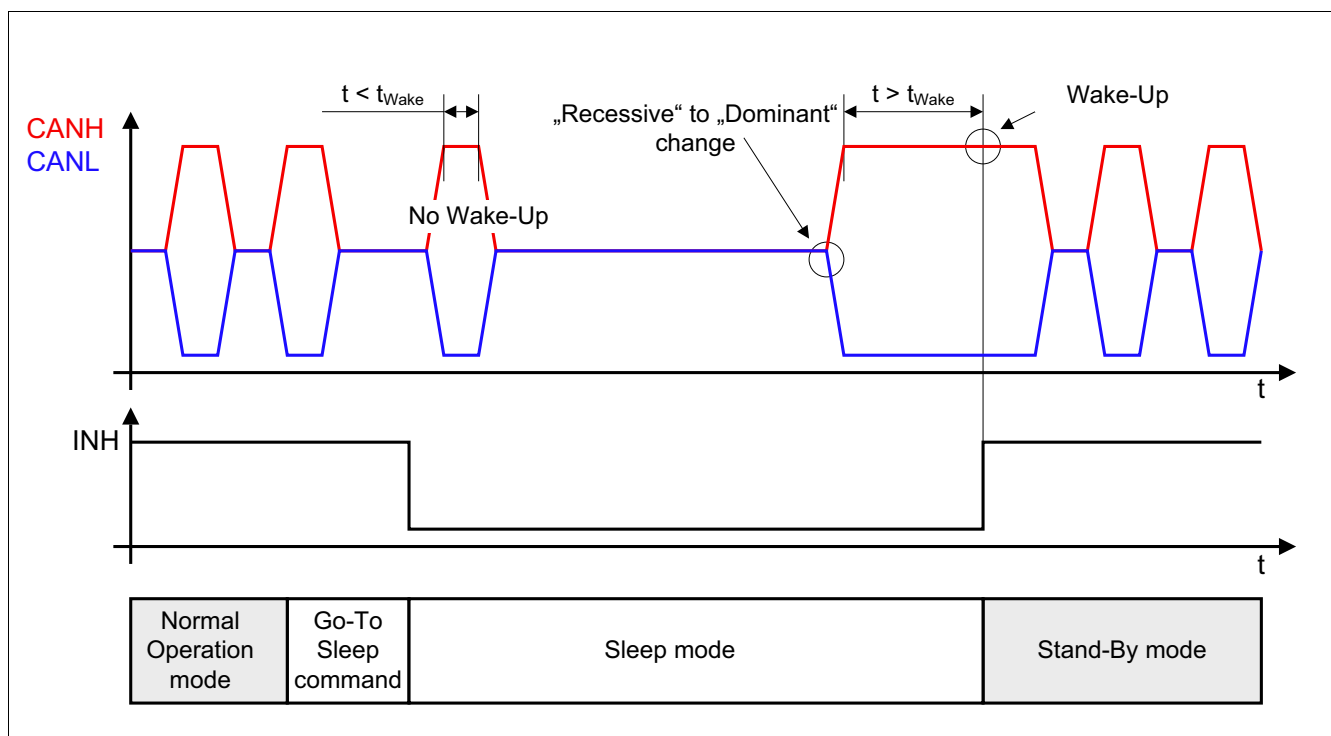 t < tWake
t > tWake
Wake-Up
„Recessive“ to „Dominant“
change
CANH
CANL
No Wake-Up
t
INH
t
Normal
Operation
mode
Go-To
Sleep
command
Sleep mode
Stand-By mode